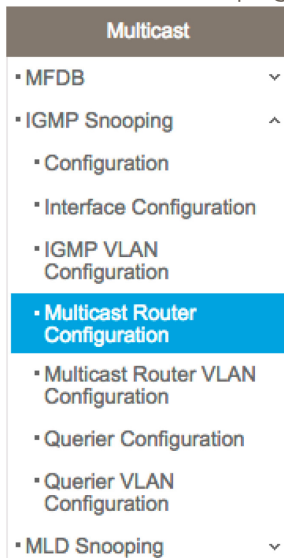 Multicast
MFDB
IGMP Snooping
Configuration
Interface Configuration
IGMP VLAN
Configuration
Multicast Router
Configuration
Multicast Router VLAN
Configuration
Querier Configuration
Querier VLAN
Configuration
MLD Snooping